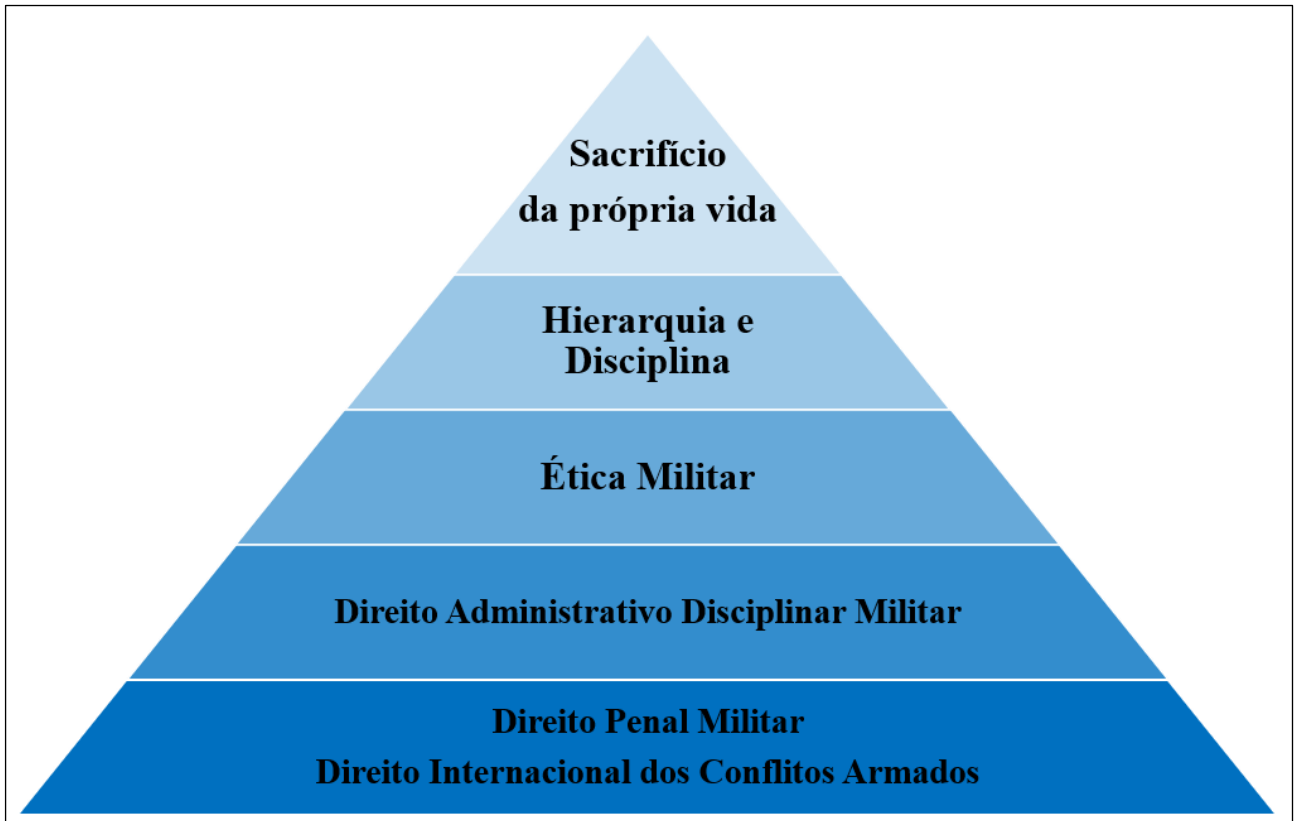 Sacrifício
da própria vida
Hierarquia e
Disciplina
Ética Militar
Direito Administrativo Disciplinar Militar
Direito Penal Militar
Direito Internacional dos Conflitos Armados